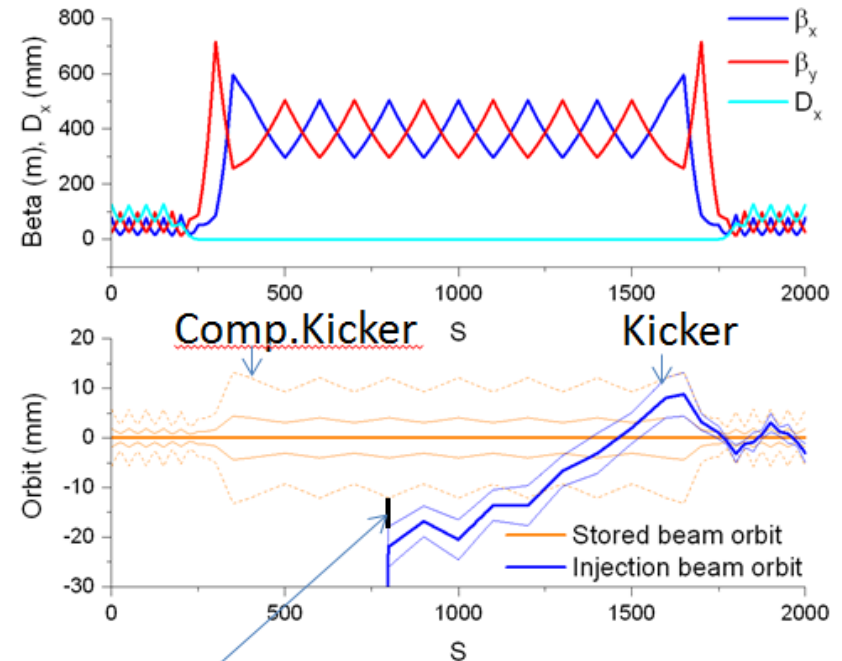 800
600
400
200
0
Beta (m), Dₓ (mm)
βₓ
βᵧ
Dₓ
0 500 1000 1500 2000
S
Comp.Kicker
Kicker
20
10
0
-10
-20
-30
Orbit (mm)
Stored beam orbit
Injection beam orbit
0 500 1000 1500 2000
S